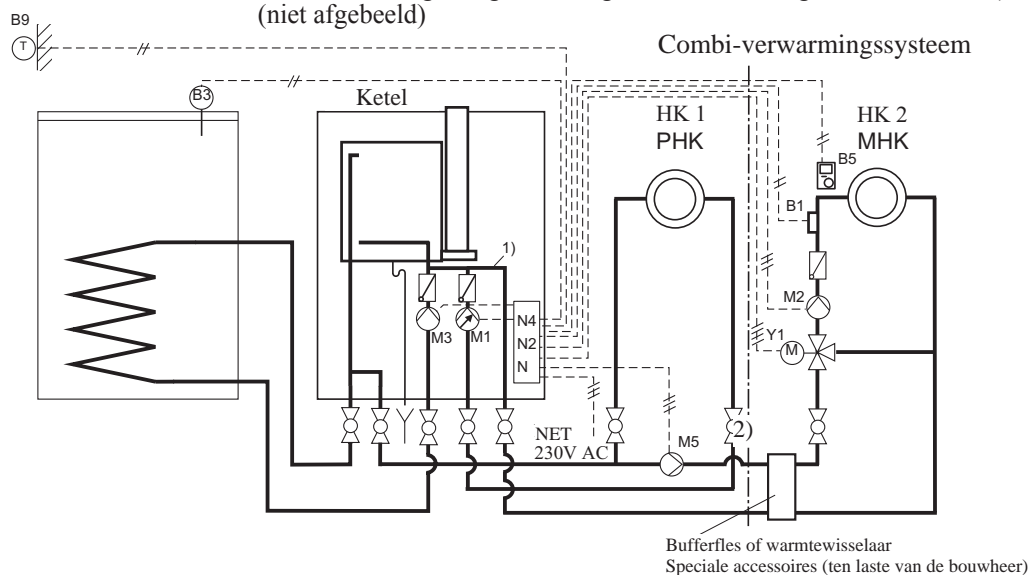 (niet afgebeeld)
B9
T
Combi-verwarmingssysteem
B3
Ketel
HK 1
PHK
HK 2
MHK
B5
B1
1)
M2
N4
M3
M1
N2
Y1
M
N
2)
NET
230V AC
M5
Bufferfles of warmtewisselaar
Speciale accessoires (ten laste van de bouwheer)